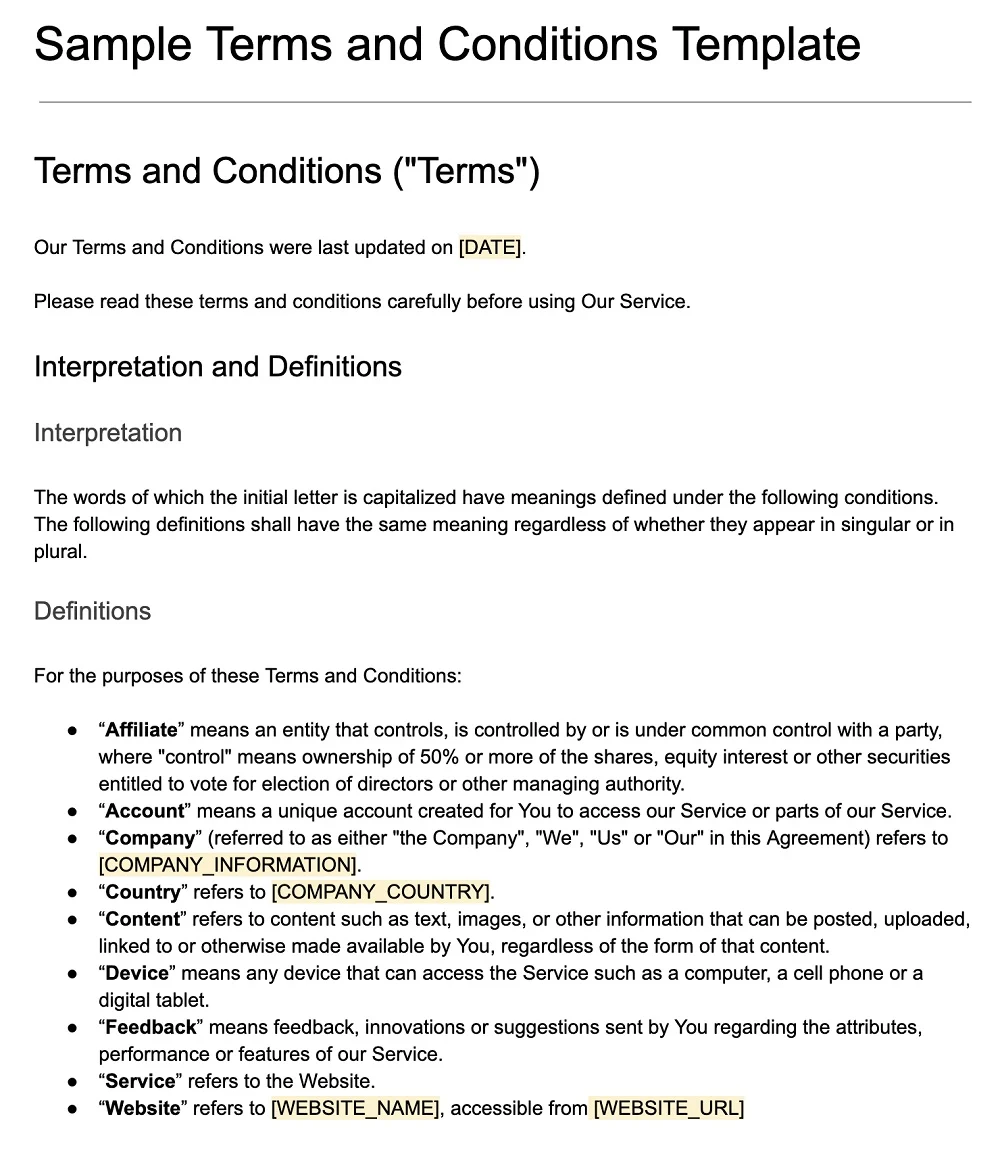 Sample Terms and Conditions Template
Terms and Conditions ("Terms")
Our Terms and Conditions were last updated on [DATE].
Please read these terms and conditions carefully before using Our Service.
Interpretation and Definitions
Interpretation
The words of which the initial letter is capitalized have meanings defined under the following conditions.
The following definitions shall have the same meaning regardless of whether they appear in singular or in
plural.
Definitions
For the purposes of these Terms and Conditions:
● “Affiliate” means an entity that controls, is controlled by or is under common control with a party,
where "control" means ownership of 50% or more of the shares, equity interest or other securities
entitled to vote for election of directors or other managing authority.
● “Account” means a unique account created for You to access our Service or parts of our Service.
● “Company” (referred to as either "the Company", "We", "Us" or "Our" in this Agreement) refers to
[COMPANY_INFORMATION].
● “Country” refers to [COMPANY_COUNTRY].
● “Content” refers to content such as text, images, or other information that can be posted, uploaded,
linked to or otherwise made available by You, regardless of the form of that content.
● “Device” means any device that can access the Service such as a computer, a cell phone or a
digital tablet.
● “Feedback” means feedback, innovations or suggestions sent by You regarding the attributes,
performance or features of our Service.
● “Service” refers to the Website.
● “Website” refers to [WEBSITE_NAME], accessible from [WEBSITE_URL]